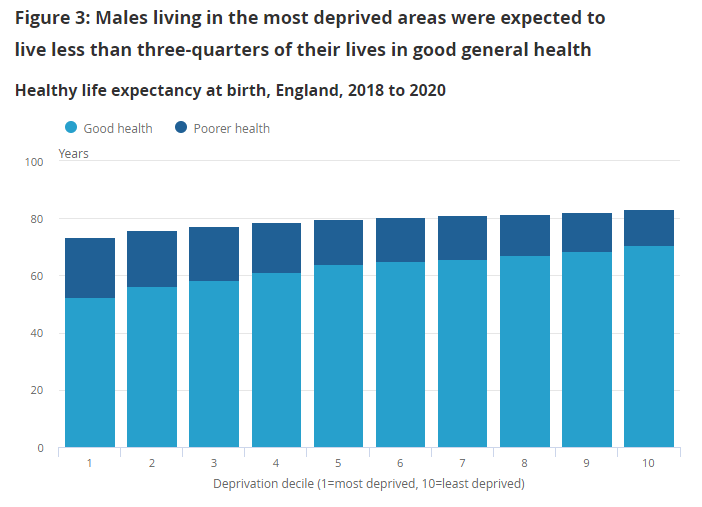 Figure 3: Males living in the most deprived areas were expected to
live less than three-quarters of their lives in good general health
Healthy life expectancy at birth, England, 2018 to 2020
Good health Poorer health
Years
100
80
60
40
20
0
1 2 3 4 5 6 7 8 9 10
Deprivation decile (1=most deprived, 10=least deprived)